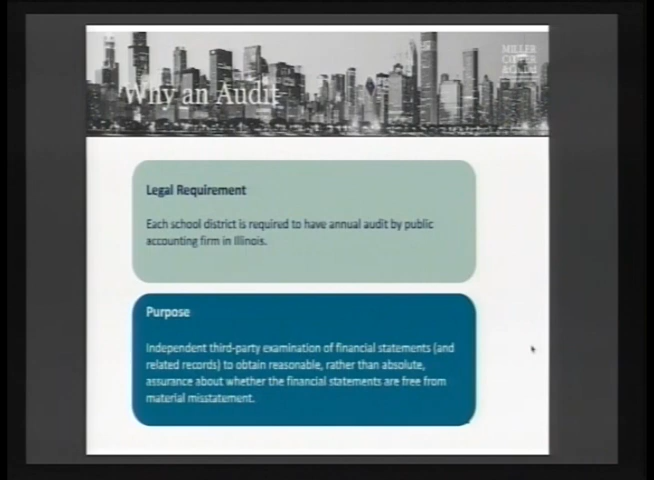 Why an Audit
MILLER
Legal Requirement
Each school district is required to have annual audit by public
accounting firm in Illinois.
Purpose
Independent third-party examination of financial statements (and
related records) to obtain reasonable, rather than absolute,
assurance about whether the financial statements are free from
material misstatement.